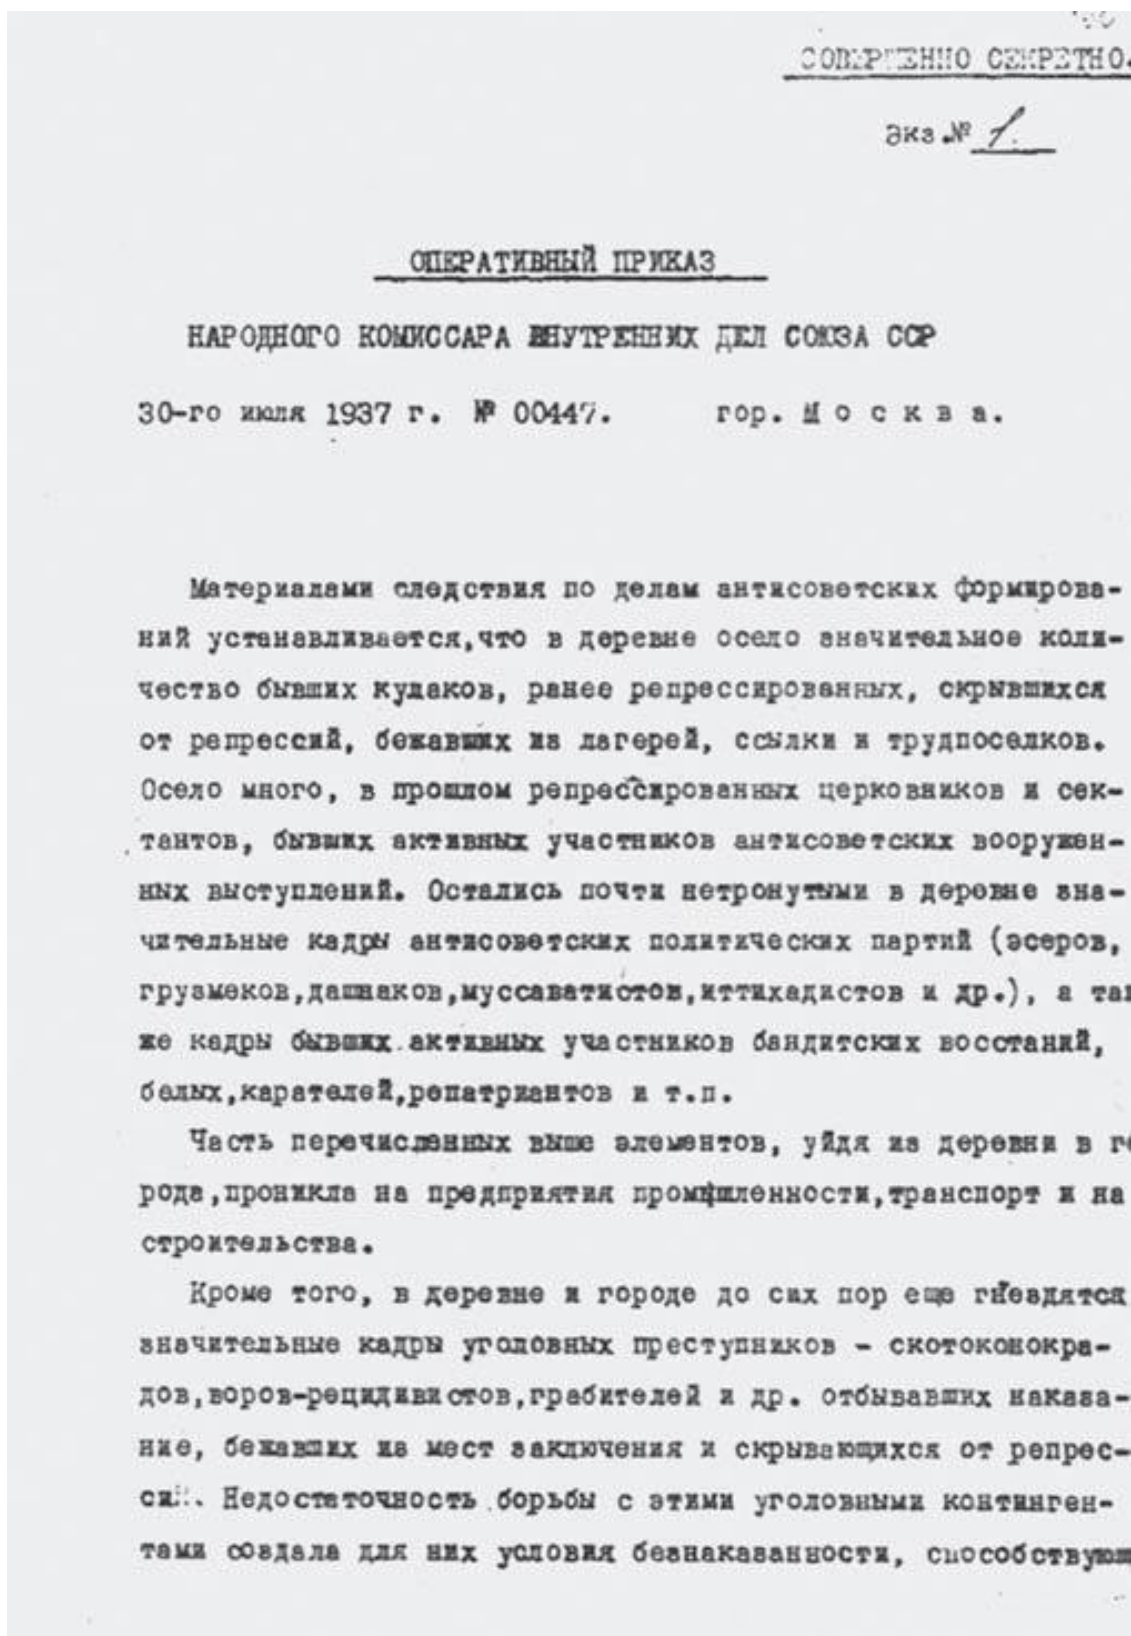 СОВЕРШЕННО СЕКРЕТНО.
Экз.№ 1.
ОПЕРАТИВНЫЙ ПРИКАЗ
НАРОДНОГО КОМИССАРА ВНУТРЕННИХ ДЕЛ СОЮЗА ССР
30-го июля 1937 г. № 00447. гор. М о с к в а.
Материалами следствия по делам антисоветских формирова-
ний устанавливается,что в деревне осело значительное коли-
чество бывших кулаков, ранее репрессированных, скрывшихся
от репрессий, бежавших из лагерей, ссылки и трудпоселков.
Осело много, в прошлом репрессированных церковников и сек-
тантов, бывших активных участников антисоветских вооружен-
ных выступлений. Остались почти нетронутыми в деревне зна-
чительные кадры антисоветских политических партий (эсеров,
грузмеков,дашнаков,муссаватистов,иттихадистов и др.), а так
же кадры бывших активных участников бандитских восстаний,
белых,карателей,репатриантов и т.п.
Часть перечисленных выше элементов, уйдя из деревни в го
рода,проникла на предприятия промышленности,транспорт и на
строительства.
Кроме того, в деревне и городе до сих пор еще гнездятся
значительные кадры уголовных преступников - скотоконокра-
дов,воров-рецидивистов,грабителей и др. отбывавших наказа-
ние, бежавших из мест заключения и скрывающихся от репрес-
сий. Недостаточность борьбы с этими уголовными континген-
тами создала для них условия безнаказанности, способствующ